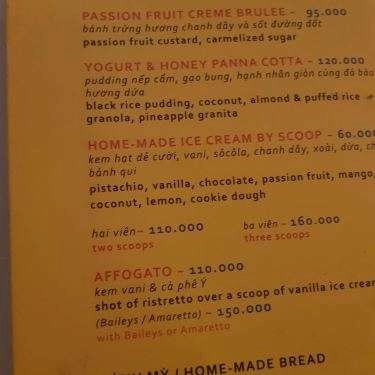 PASSION FRUIT CREME BRULEE - 95.000
bánh trứng hương chanh dây và sốt đường đốt
passion fruit custard, carmelized sugar
YOGURT & HONEY PANNA COTTA - 120.000
pudding nếp cẩm, gạo bung, hạnh nhân giòn cùng đá bào
hương dứa
black rice pudding, coconut, almond & puffed rice
granola, pineapple granita
HOME-MADE ICE CREAM BY SCOOP - 60.000
kem hạt dẻ cười, vani, sôcôla, chanh dây, xoài, dừa,
bánh qui
pistachio, vanilla, chocolate, passion fruit, mango,
coconut, lemon, cookie dough
hai viên - 110.000 ba viên - 160.000
two scoops three scoops
AFFOGATO - 110.000
kem vani & cà phê Ý
shot of ristretto over a scoop of vanilla ice cream
(Baileys / Amaretto) - 150.000
with Baileys or Amaretto
MỲ / HOME-MADE BREAD